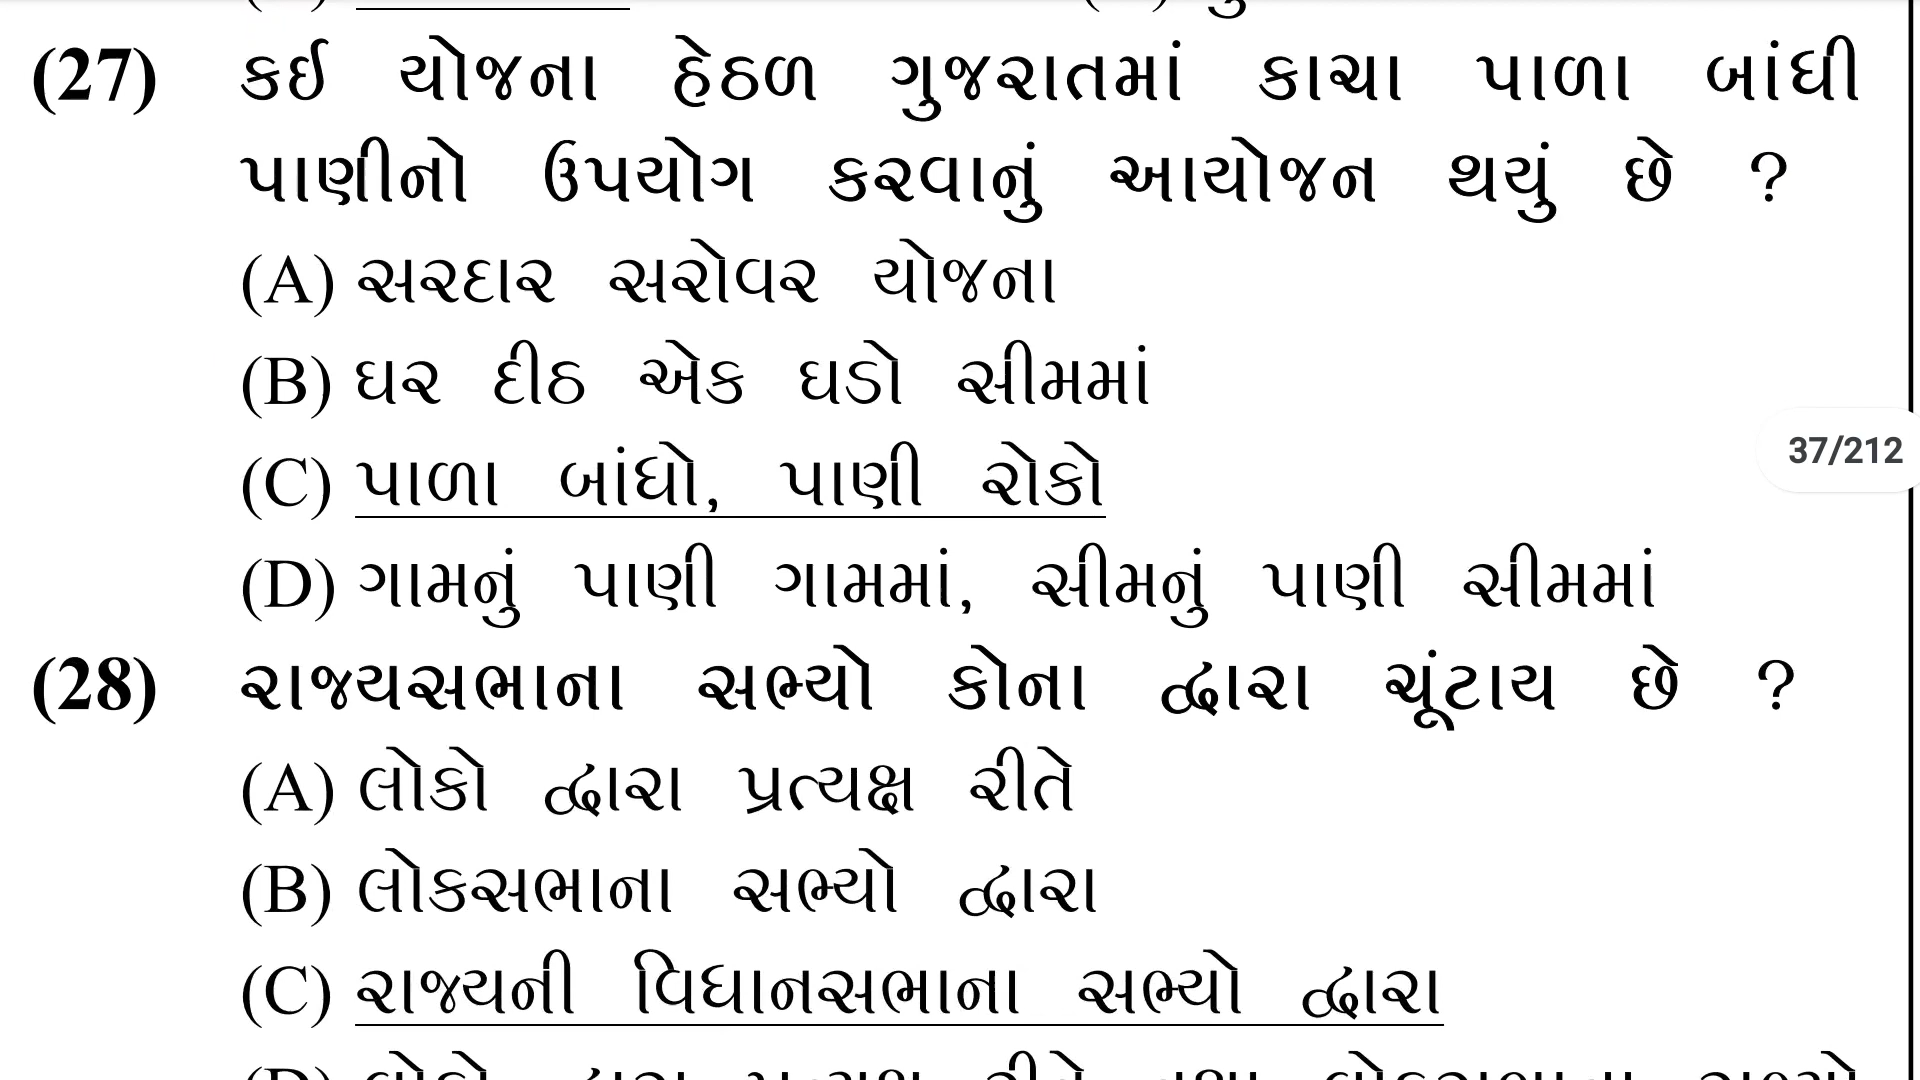 (27) કઈ યોજના હેઠળ ગુજરાતમાં કાચા પાળા બાંધી
પાણીનો ઉપયોગ કરવાનું આયોજન થયું છે ?
(A) સરદાર સરોવર યોજના
(B) ઘર દીઠ એક ઘડો સીમમાં
(C) પાળા બાંધો, પાણી રોકો
37/212
(D) ગામનું પાણી ગામમાં, સીમનું પાણી સીમમાં
(28) રાજ્યસભાના સભ્યો કોના દ્વારા ચૂંટાય છે ?
(A) લોકો દ્વારા પ્રત્યક્ષ રીતે
(B) લોકસભાના સભ્યો દ્વારા
(C) રાજ્યની વિધાનસભાના સભ્યો દ્વારા